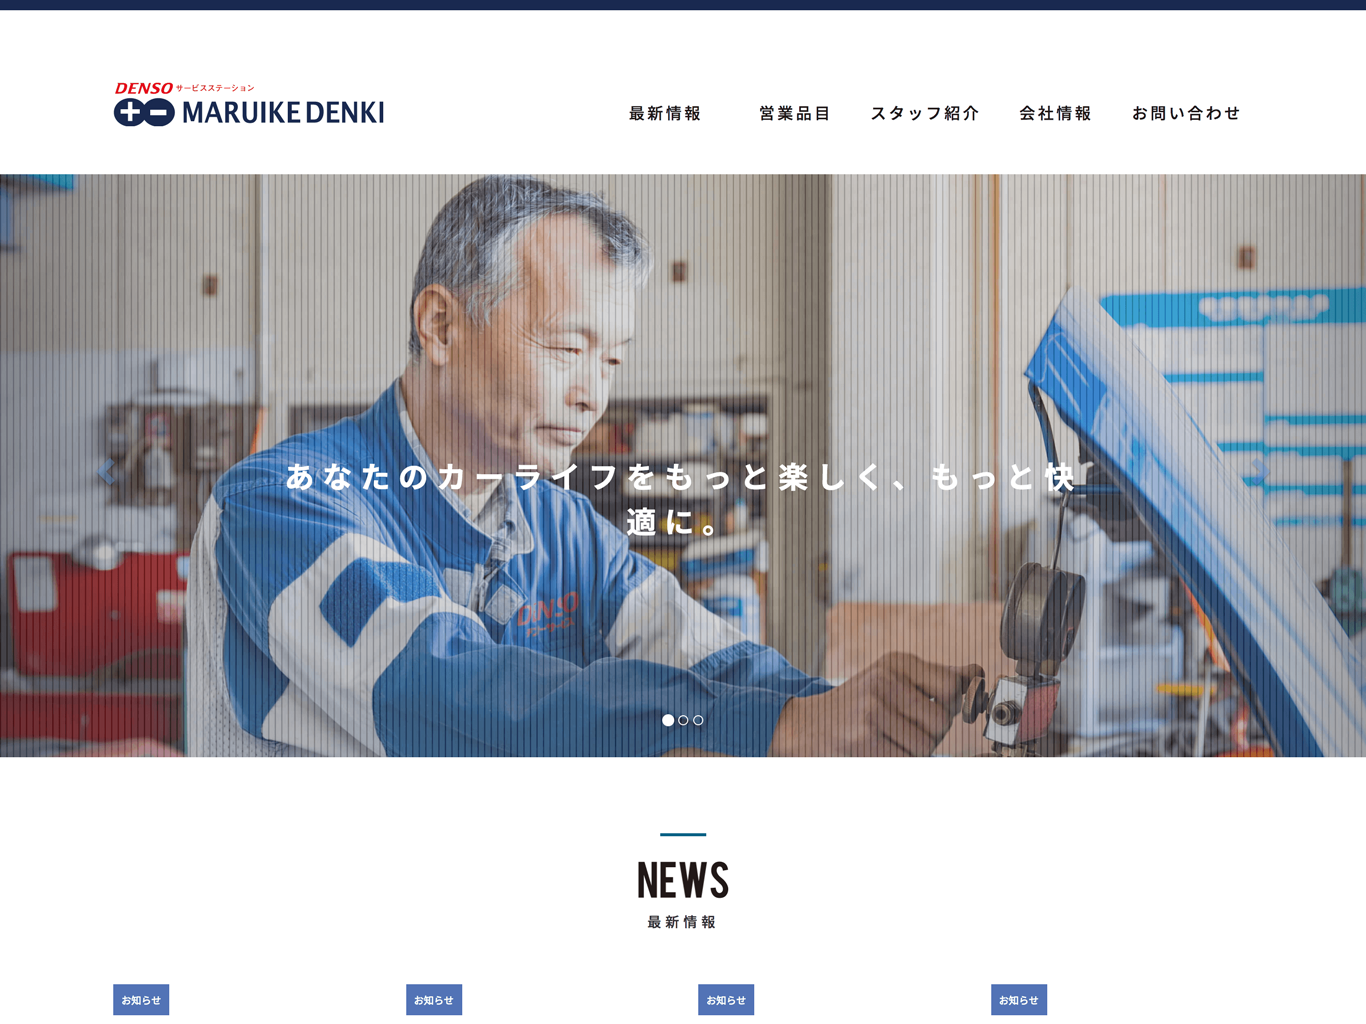 DENSO サービスステーション
MARUIKE DENKI
最新情報
営業品目
スタッフ紹介
会社情報
お問い合わせ
あなたのカーライフをもっと楽しく、もっと快
適に。
DENSO
NEWS
最新情報
お知らせ
お知らせ
お知らせ
お知らせ